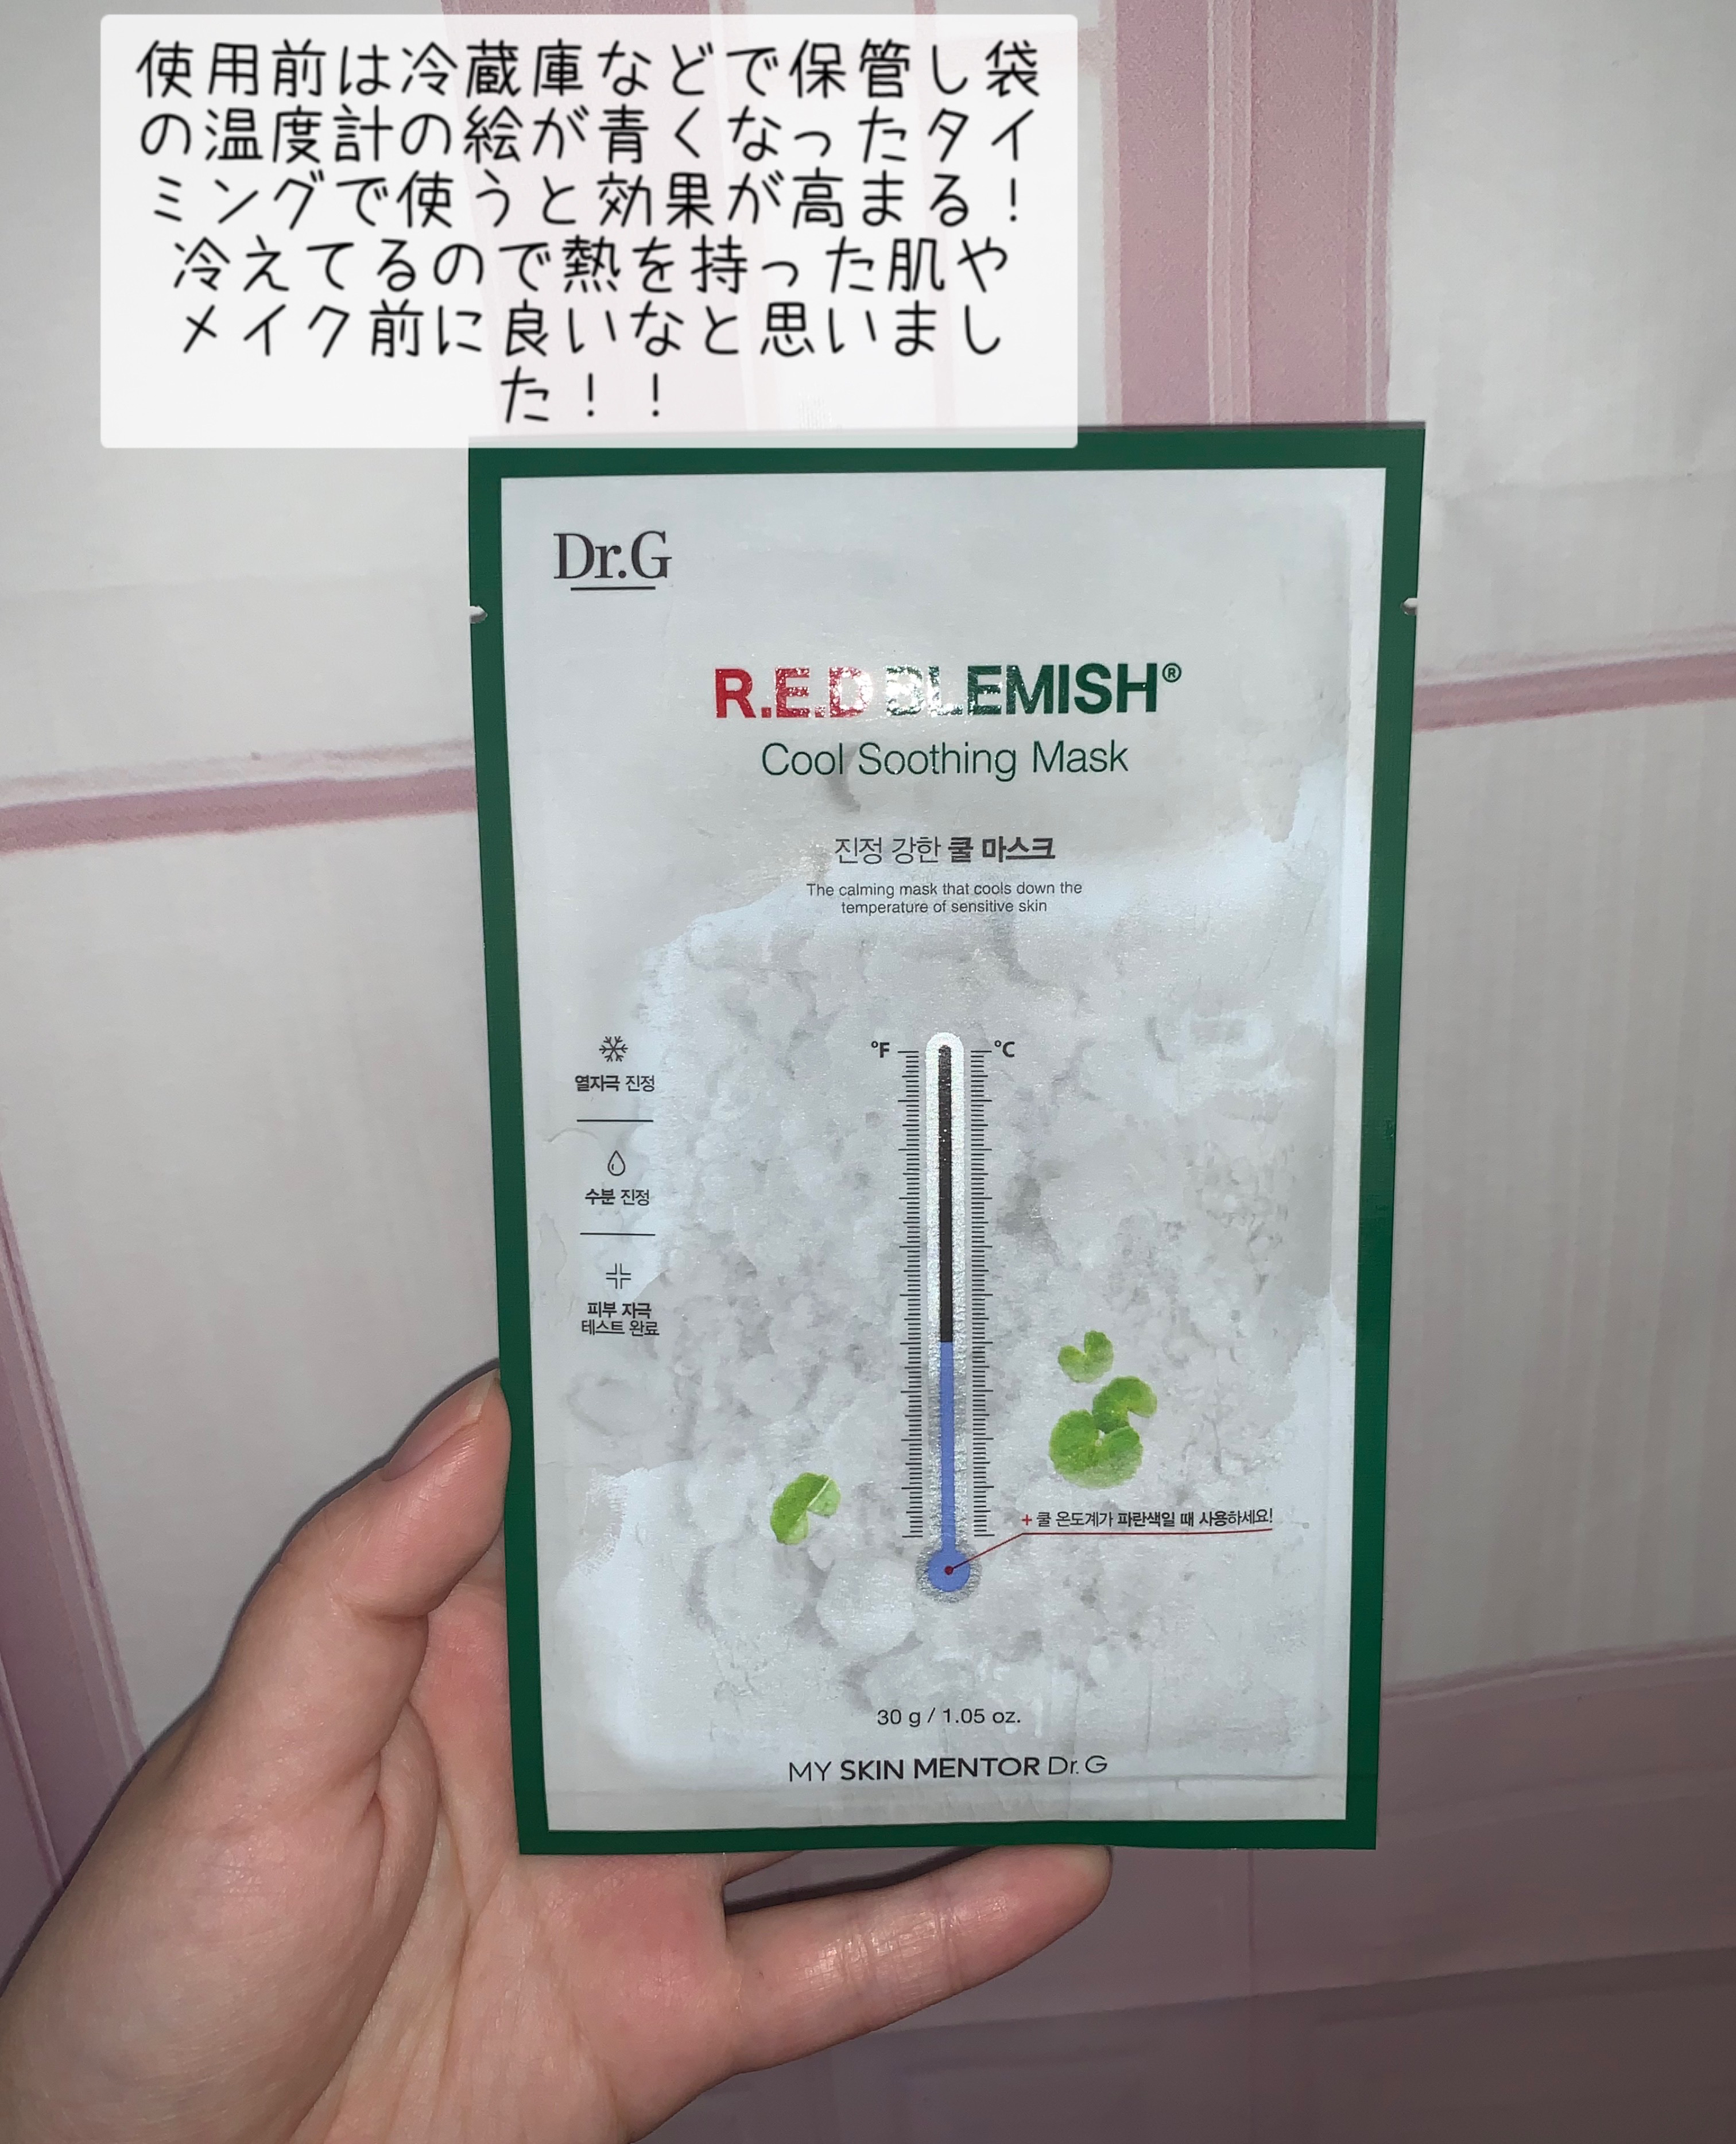 使用前は冷蔵庫などで保管し袋
の温度計の絵が青くなったタイ
ミングで使うと効果が高まる！
冷えてるので熱を持った肌や
メイク前に良いなと思いまし
た！！
Dr.G
R.E.D BLEMISH®
Cool Soothing Mask
진정 강한 쿨 마스크
The calming mask that cools down the
temperature of sensitive skin
°F °C
열자극 진정
수분 진정
피부 자극
테스트 완료
+ 쿨 온도계가 파란색일 때 사용하세요!
30 g / 1.05 oz.
MY SKIN MENTOR Dr.G